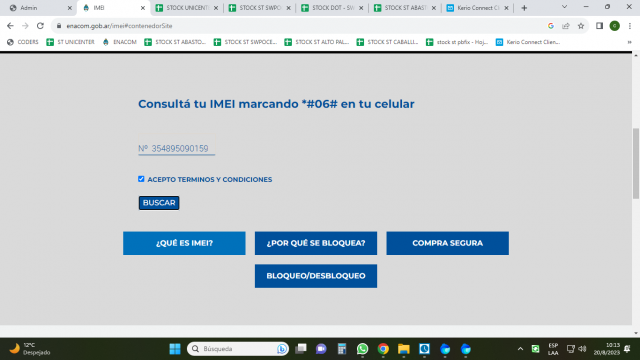 Admin
IMEI
STOCK UNICENTO
STOCK ST SWPO
STOCK DOT - SW
STOCK ST ABAST
Kerio Connect Cl
enacom.gob.ar/imei#contenedorSite
CODERS
ST UNICENTER
ENACOM
STOCK ST ABASTO...
STOCK ST SWPOCE...
STOCK ST ALTO PAL...
STOCK ST CABALLI...
stock st pbfix - Hoj...
Kerio Connect Clien...
Consultá tu IMEI marcando *#06# en tu celular
Nº 354895090159
ACEPTO TERMINOS Y CONDICIONES
BUSCAR
¿QUÉ ES IMEI?
¿POR QUÉ SE BLOQUEA?
COMPRA SEGURA
BLOQUEO/DESBLOQUEO
12°C
Despejado
Búsqueda
ESP
LAA
10:13
20/8/2023